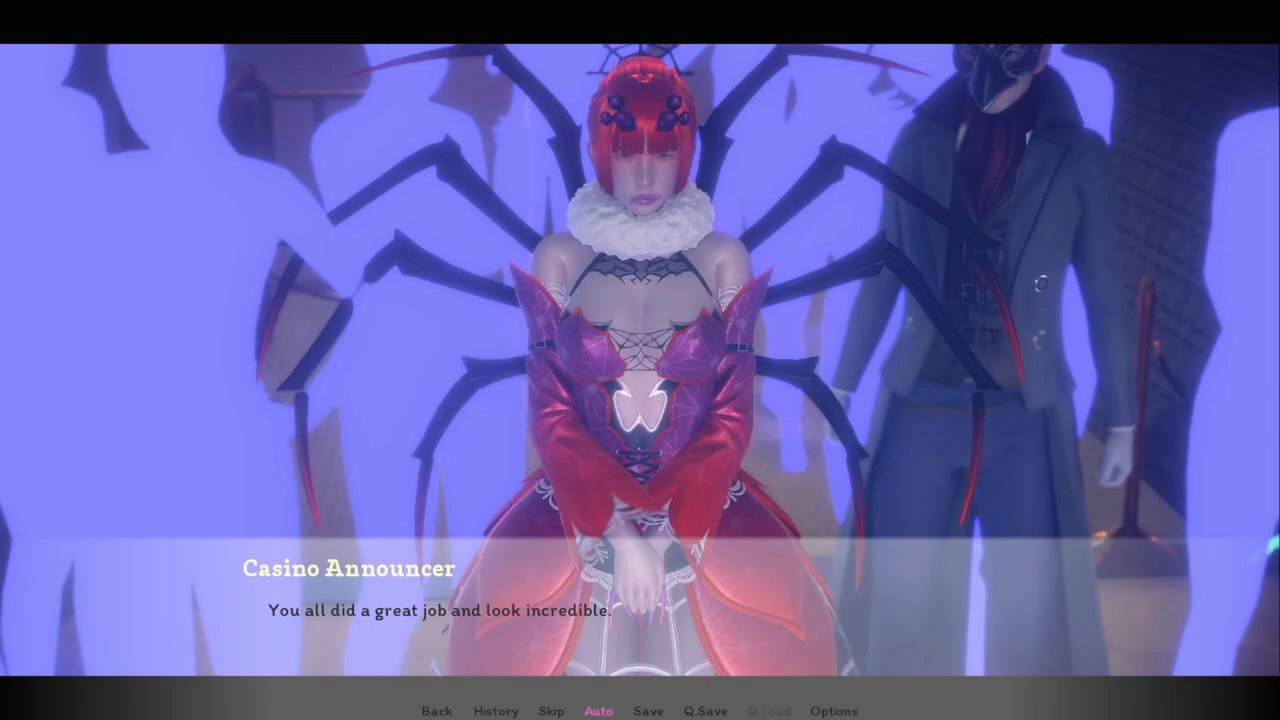 Casino Announcer
You all did a great job and look incredible.
Back History Skip Auto Save Q.Save Q.Load Options